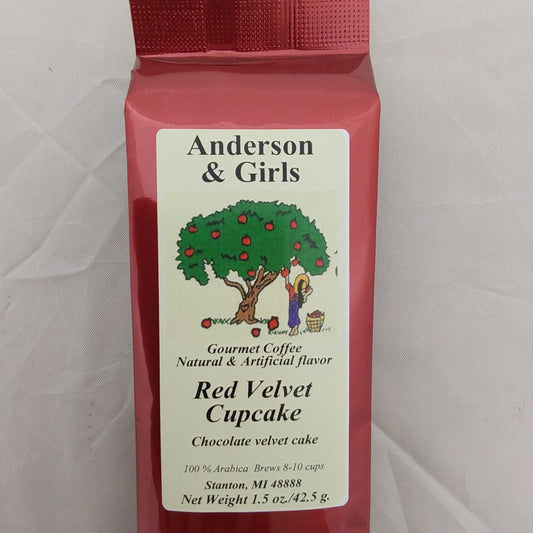 Anderson
& Girls
Gourmet Coffee
Natural & Artificial flavor
Red Velvet
Cupcake
Chocolate velvet cake
100 % Arabica Brews 8-10 cups
Stanton, MI 48888
Net Weight 1.5 oz./42.5 g.